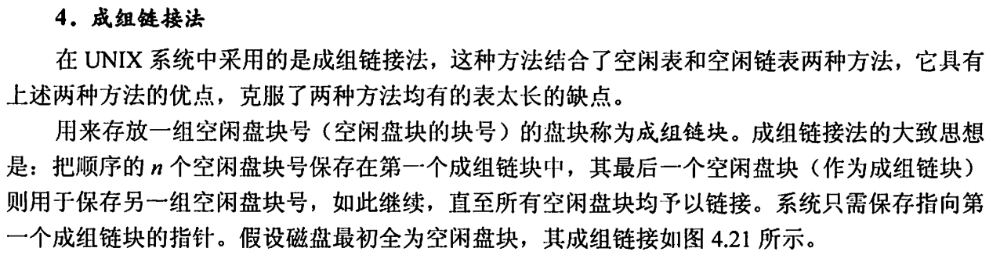 4．成组链接法
在 UNIX 系统中采用的是成组链接法，这种方法结合了空闲表和空闲链表两种方法，它具有
上述两种方法的优点，克服了两种方法均有的表太长的缺点。
用来存放一组空闲盘块号（空闲盘块的块号）的盘块称为成组链块。成组链接法的大致思想
是：把顺序的 n 个空闲盘块号保存在第一个成组链块中，其最后一个空闲盘块（作为成组链块）
则用于保存另一组空闲盘块号，如此继续，直至所有空闲盘块均予以链接。系统只需保存指向第
一个成组链块的指针。假设磁盘最初全为空闲盘块，其成组链接如图 4.21 所示。